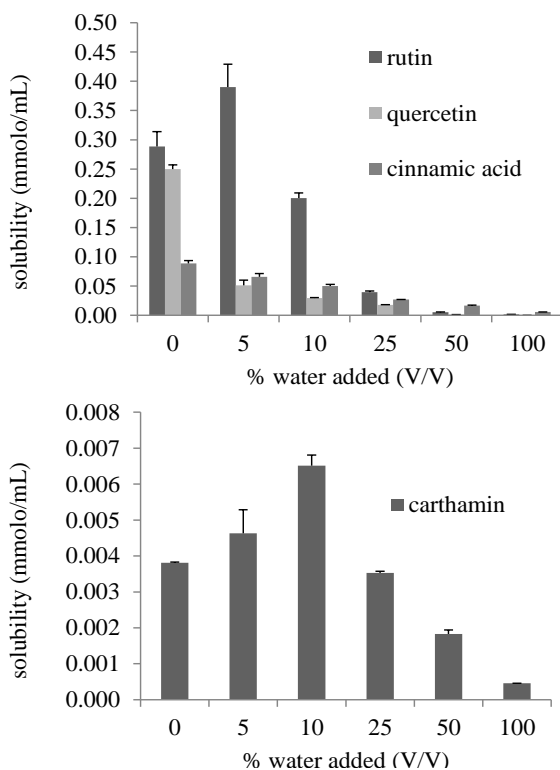 solubility (mmolo/mL)
0.50
0.45
0.40
0.35
0.30
0.25
0.20
0.15
0.10
0.05
0.00
rutin
quercetin
cinnamic acid
0 5 10 25 50 100
% water added (V/V)
solubility (mmolo/mL)
0.008
0.007
0.006
0.005
0.004
0.003
0.002
0.001
0.000
carthamin
0 5 10 25 50 100
% water added (V/V)